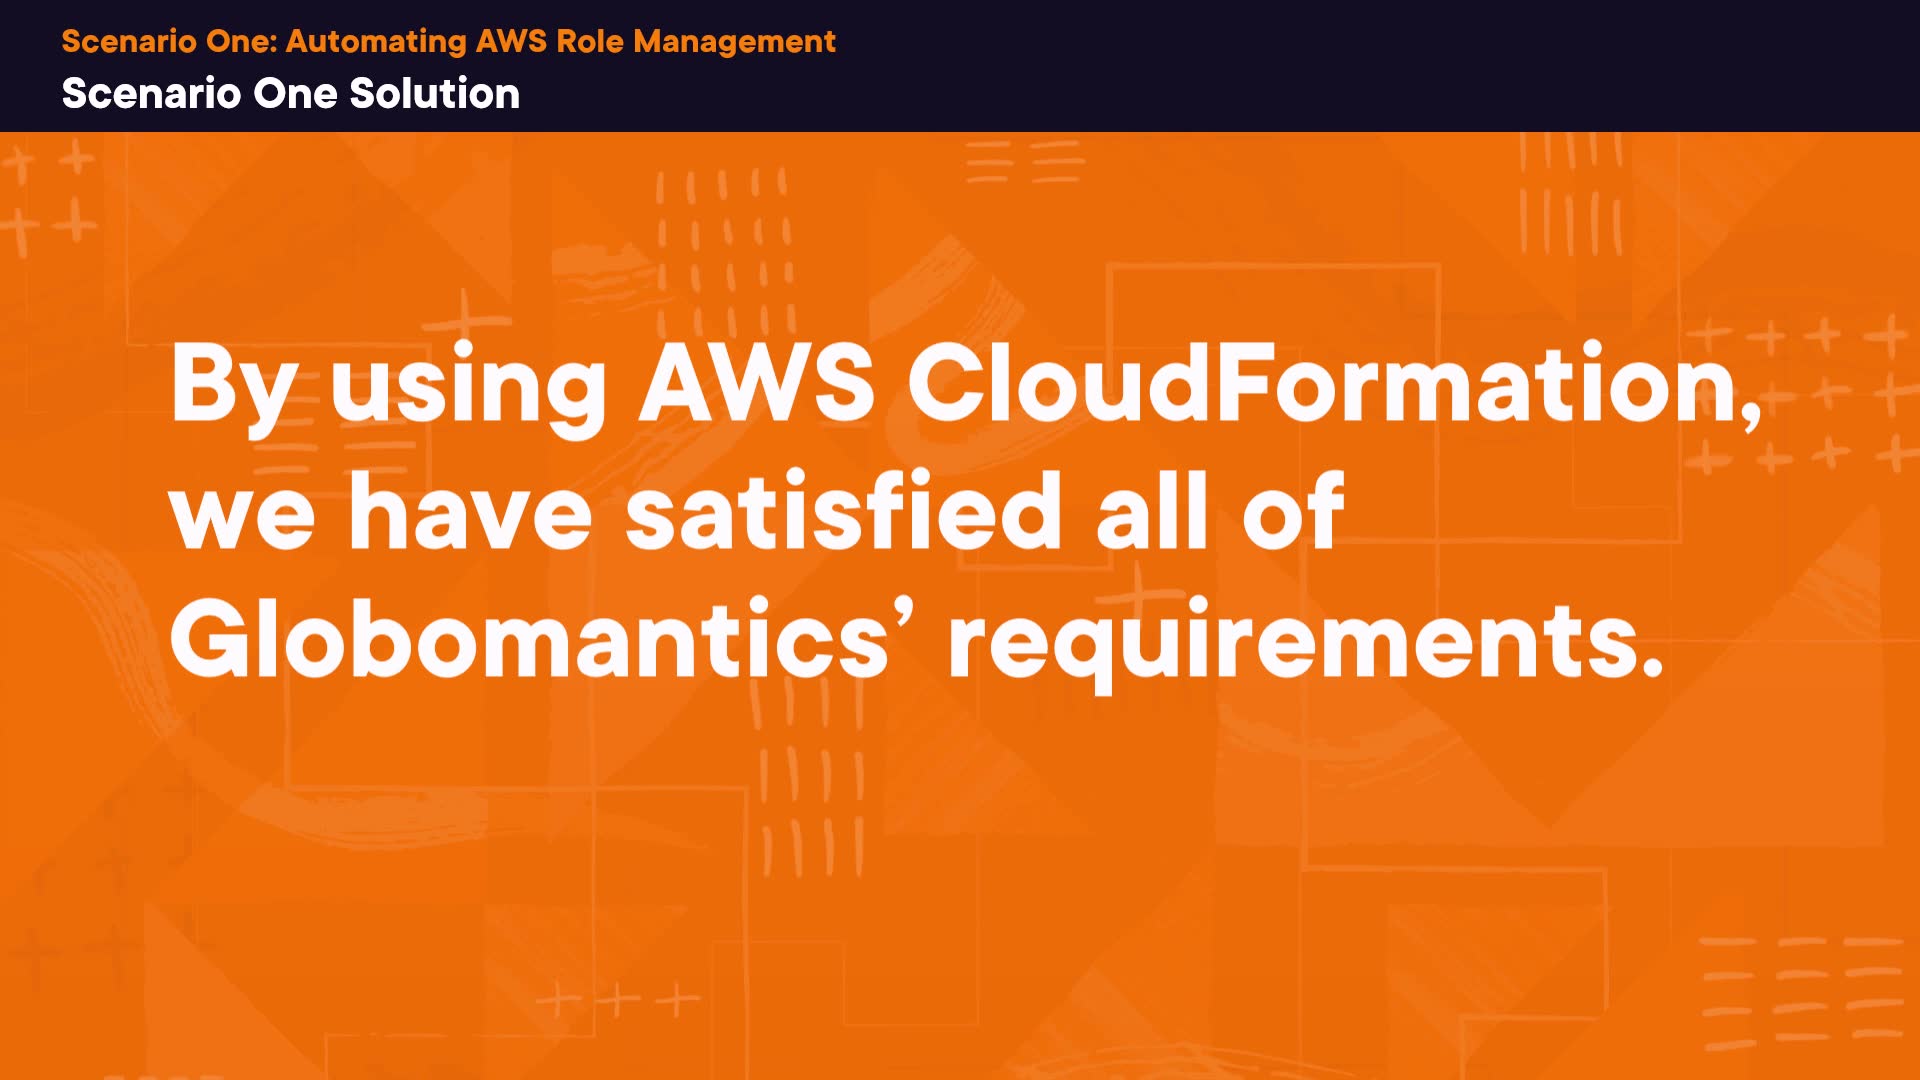 Scenario One: Automating AWS Role Management
Scenario One Solution
By using AWS CloudFormation,
we have satisfied all of
Globomantics’ requirements.